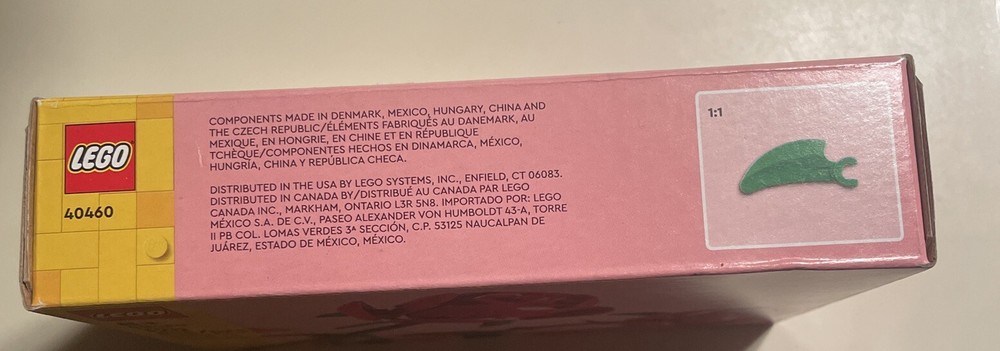 LEGO
40460
COMPONENTS MADE IN DENMARK, MEXICO, HUNGARY, CHINA AND
THE CZECH REPUBLIC/ÉLÉMENTS FABRIQUÉS AU DANEMARK, AU
MEXIQUE, EN HONGRIE, EN CHINE ET EN RÉPUBLIQUE
TCHÈQUE/COMPONENTES HECHOS EN DINAMARCA, MÉXICO,
HUNGRÍA, CHINA Y REPÚBLICA CHECA.
DISTRIBUTED IN THE USA BY LEGO SYSTEMS, INC., ENFIELD, CT 06083.
DISTRIBUTED IN CANADA BY/DISTRIBUÉ AU CANADA PAR LEGO
CANADA INC., MARKHAM, ONTARIO L3R 5N8. IMPORTADO POR: LEGO
MÉXICO S.A. DE C.V., PASEO ALEXANDER VON HUMBOLDT 43-A, TORRE
II PB COL. LOMAS VERDES 3ª SECCIÓN, C.P. 53125 NAUCALPAN DE
JUÁREZ, ESTADO DE MÉXICO, MÉXICO.
1:1
LEGO